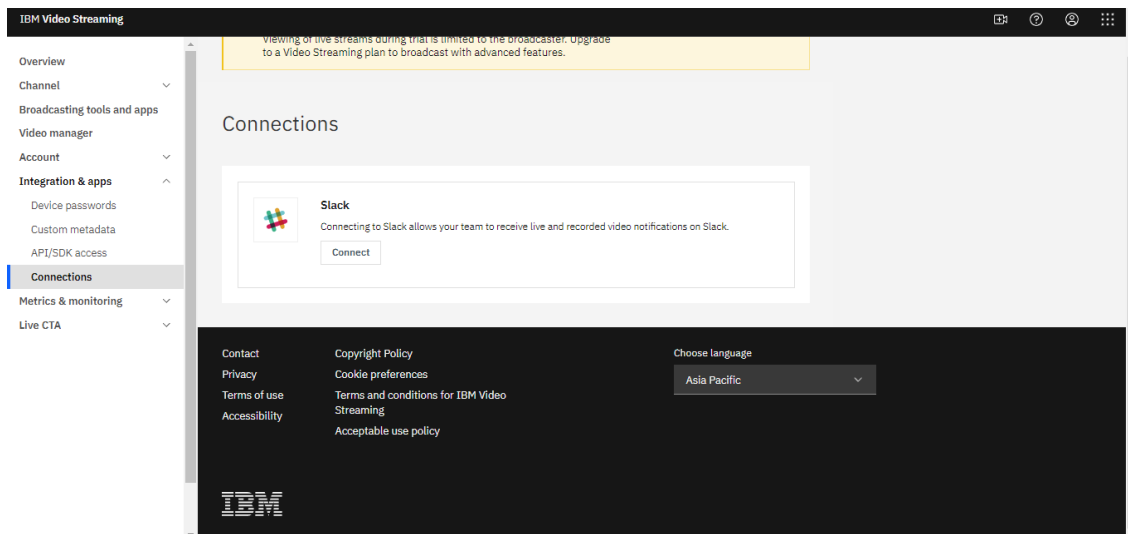 IBM Video Streaming
Overview
Channel
Broadcasting tools and apps
Video manager
Account
Integration & apps
Device passwords
Custom metadata
API/SDK access
Connections
Metrics & monitoring
Live CTA
Viewing of live streams during trial is limited to the broadcaster. Upgrade
to a Video Streaming plan to broadcast with advanced features.
Connections
Slack
Connecting to Slack allows your team to receive live and recorded video notifications on Slack.
Connect
Contact
Privacy
Terms of use
Accessibility
Copyright Policy
Cookie preferences
Terms and conditions for IBM Video
Streaming
Acceptable use policy
Choose language
Asia Pacific
IBM